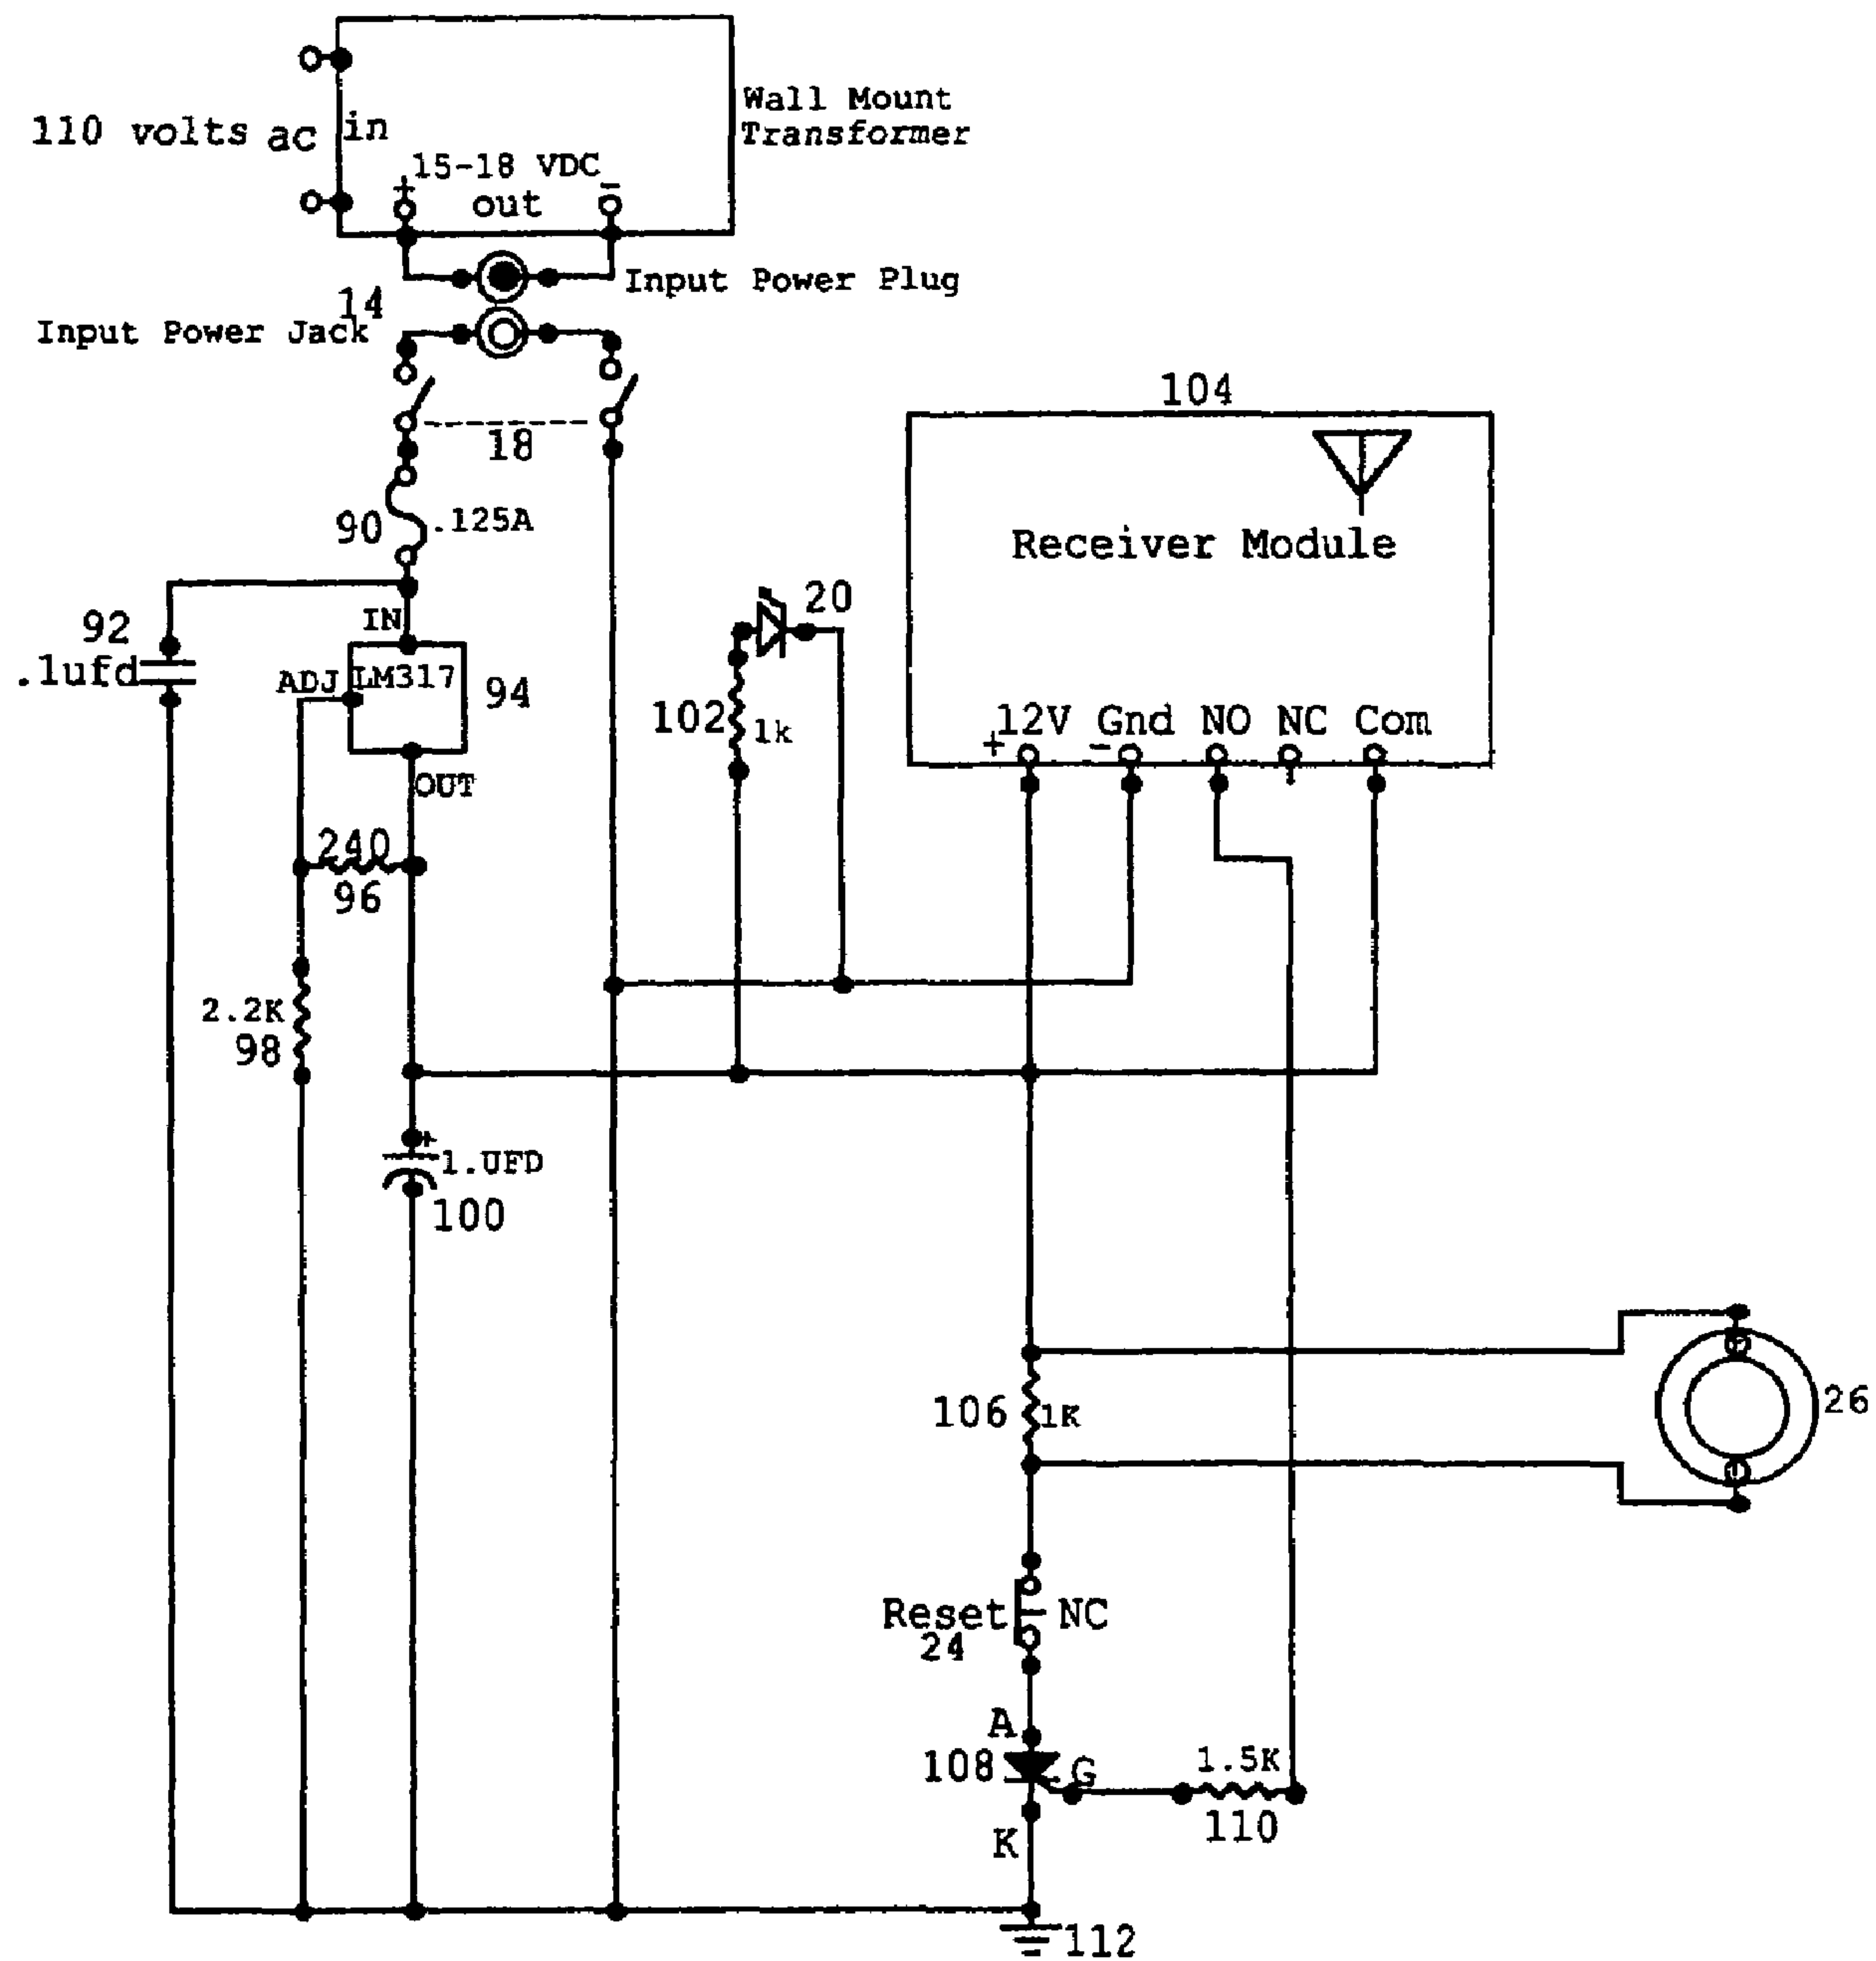 110 volts ac in
Wall Mount
Transformer
15-18 VDC
+ out -
Input Power Plug
14
Input Power Jack
18
90 .125A
104
Receiver Module
+ 12V - Gnd NO NC Com
92
.1ufd
IN
ADJ LM317 94
OUT
20
102 1k
240
96
2.2K
98
+
1.UFD
100
106 1K
26
Reset NC
24
A
108 G
1.5K
110
K
112